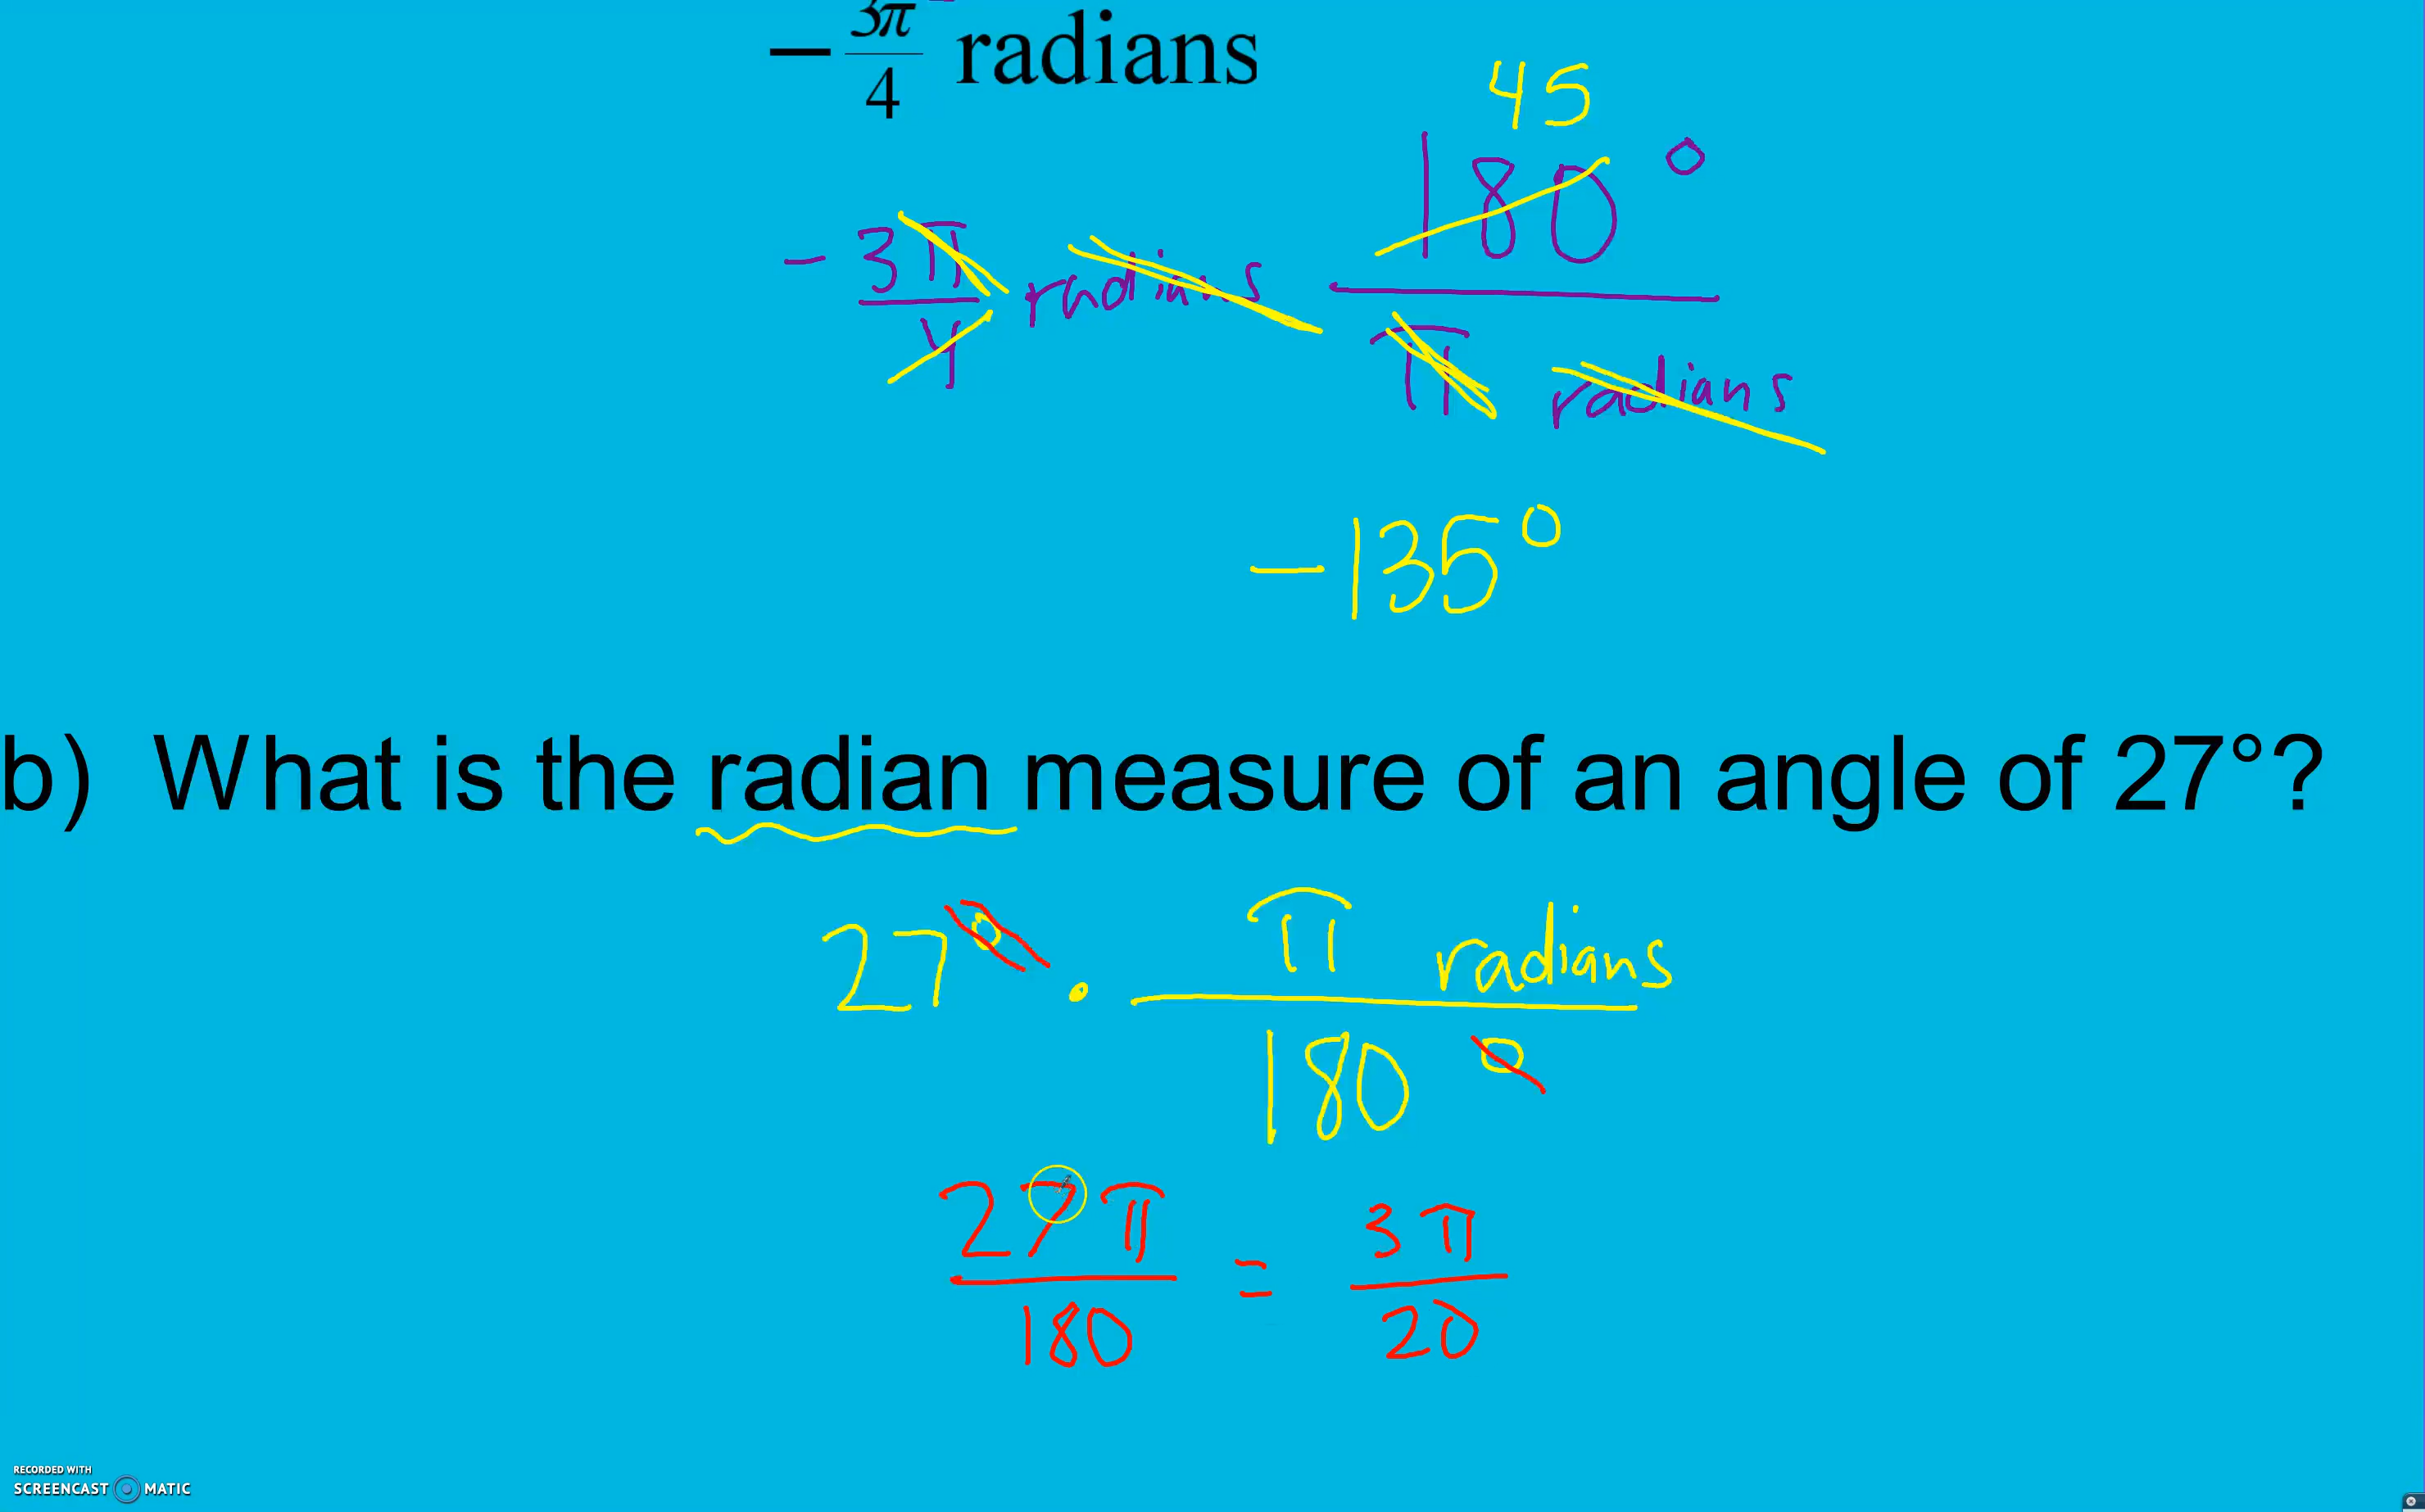 −3π/4 radians
45
−3π/4 radians 180°/π radians
−135°
b) What is the radian measure of an angle of 27°?
27° · π radians/180°
27π/180 = 3π/20
RECORDED WITH
SCREENCAST MATIC